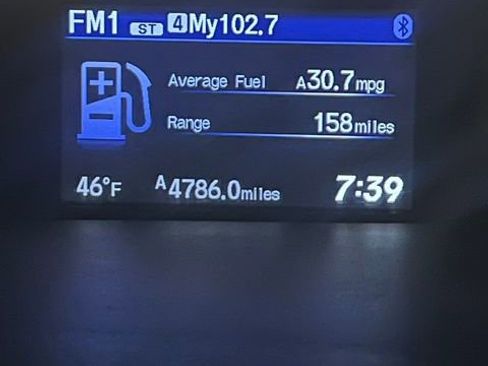 FM1 ST 4 My102.7
Average Fuel A30.7mpg
Range 158miles
46°F A4786.0miles 7:39